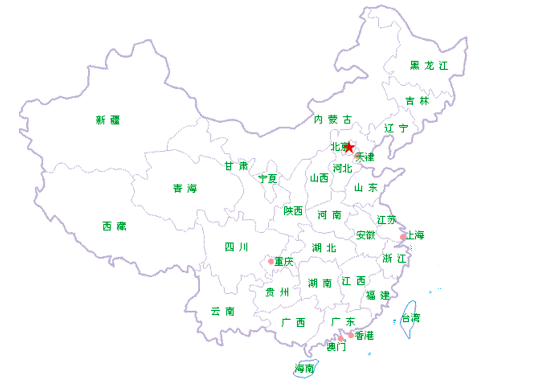 黑龙江
吉林
辽宁
内蒙古
新疆
北京
天津
河北
甘肃
宁夏
山西
山东
青海
陕西
河南
江苏
西藏
安徽
上海
四川
湖北
浙江
重庆
湖南
江西
贵州
福建
云南
广西
广东
台湾
香港
澳门
海南